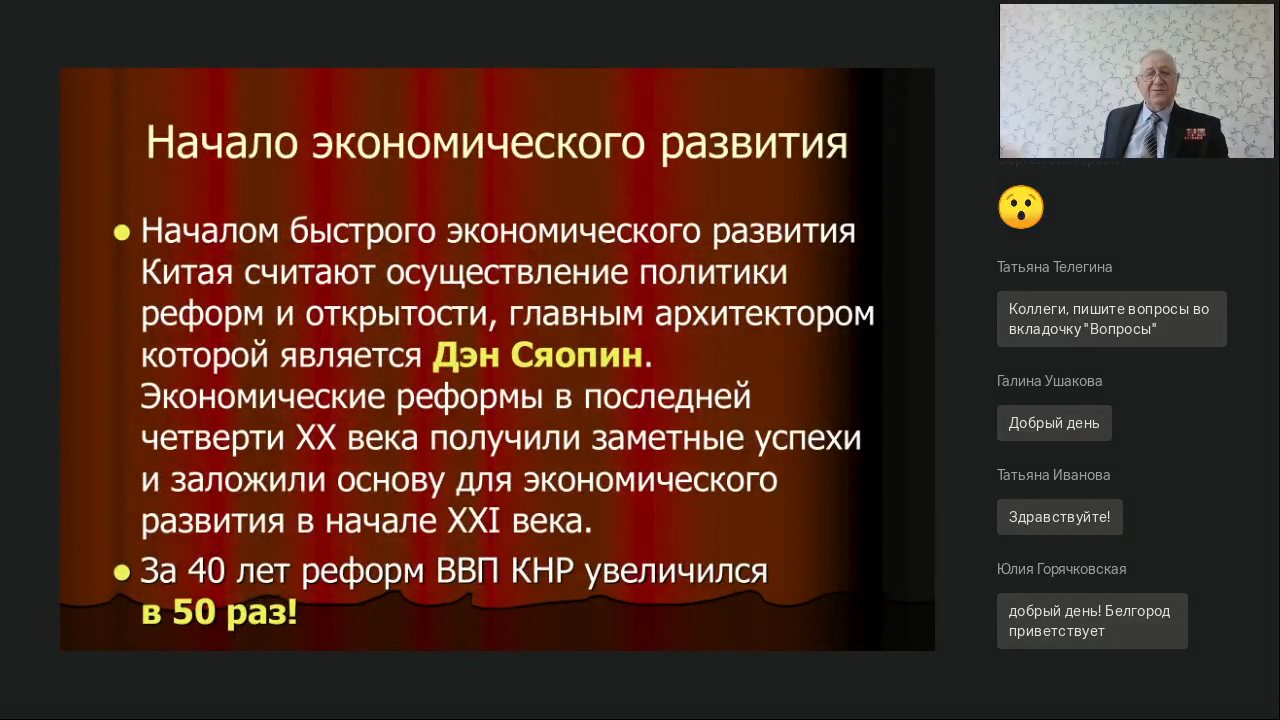 Начало экономического развития
Началом быстрого экономического развития
Китая считают осуществление политики
реформ и открытости, главным архитектором
которой является Дэн Сяопин.
Экономические реформы в последней
четверти XX века получили заметные успехи
и заложили основу для экономического
развития в начале XXI века.
За 40 лет реформ ВВП КНР увеличился
в 50 раз!
Татьяна Телегина
Коллеги, пишите вопросы во
вкладочку "Вопросы"
Галина Ушакова
Добрый день
Татьяна Иванова
Здравствуйте!
Юлия Горячковская
добрый день! Белгород
приветствует